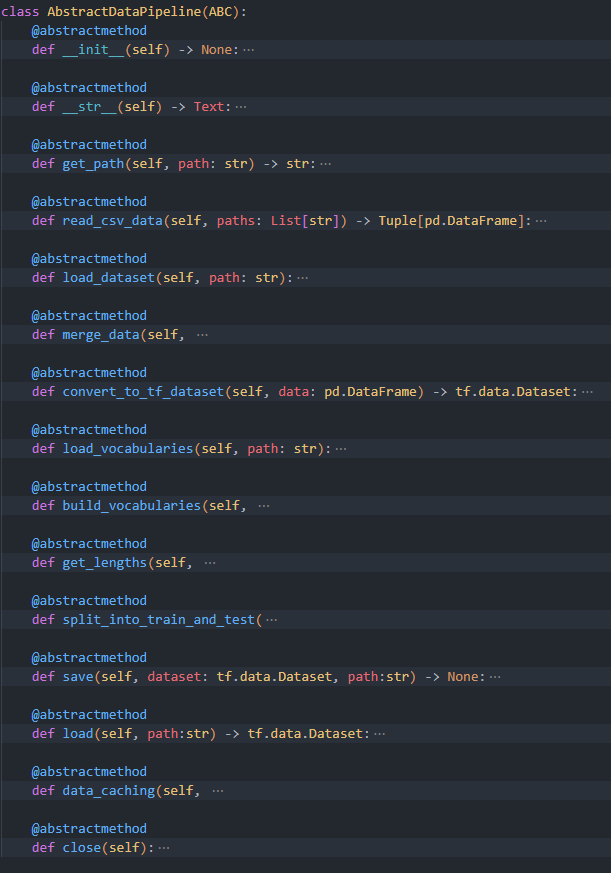 class AbstractDataPipeline(ABC):
@abstractmethod
def __init__(self) -> None: ···
@abstractmethod
def __str__(self) -> Text: ···
@abstractmethod
def get_path(self, path: str) -> str: ···
@abstractmethod
def read_csv_data(self, paths: List[str]) -> Tuple[pd.DataFrame]: ···
@abstractmethod
def load_dataset(self, path: str): ···
@abstractmethod
def merge_data(self, ···
@abstractmethod
def convert_to_tf_dataset(self, data: pd.DataFrame) -> tf.data.Dataset: ···
@abstractmethod
def load_vocabularies(self, path: str): ···
@abstractmethod
def build_vocabularies(self, ···
@abstractmethod
def get_lengths(self, ···
@abstractmethod
def split_into_train_and_test( ···
@abstractmethod
def save(self, dataset: tf.data.Dataset, path:str) -> None: ···
@abstractmethod
def load(self, path:str) -> tf.data.Dataset: ···
@abstractmethod
def data_caching(self, ···
@abstractmethod
def close(self): ···